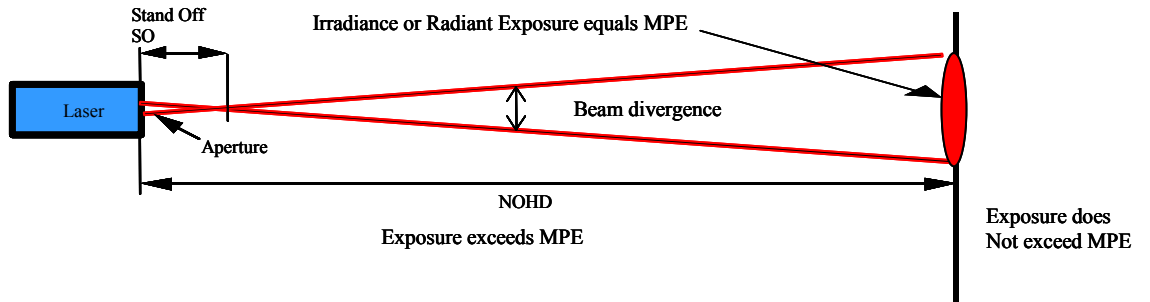 Stand Off
SO
Irradiance or Radiant Exposure equals MPE
Laser
Beam divergence
Aperture
NOHD
Exposure exceeds MPE
Exposure does
Not exceed MPE